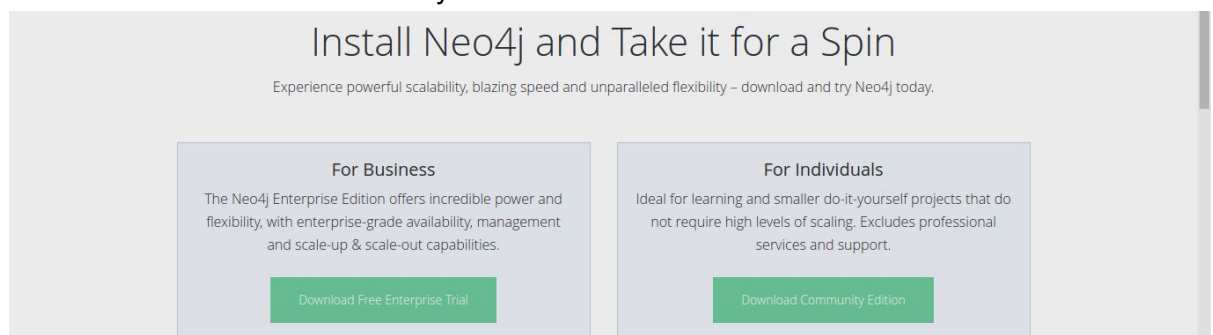 Install Neo4j and Take it for a Spin
Experience powerful scalability, blazing speed and unparalleled flexibility – download and try Neo4j today.
For Business
The Neo4j Enterprise Edition offers incredible power and
flexibility, with enterprise-grade availability, management
and scale-up & scale-out capabilities.
Download Free Enterprise Trial
For Individuals
Ideal for learning and smaller do-it-yourself projects that do
not require high levels of scaling. Excludes professional
services and support.
Download Community Edition